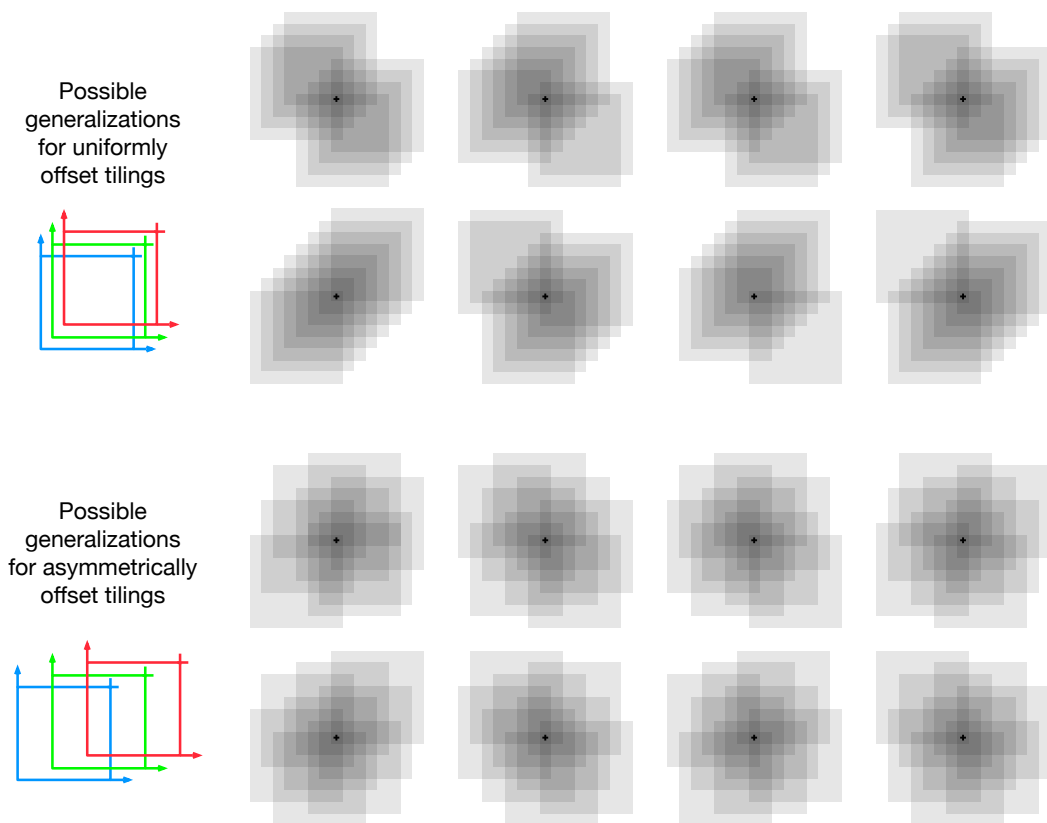 Possible
generalizations
for uniformly
offset tilings
Possible
generalizations
for asymmetrically
offset tilings